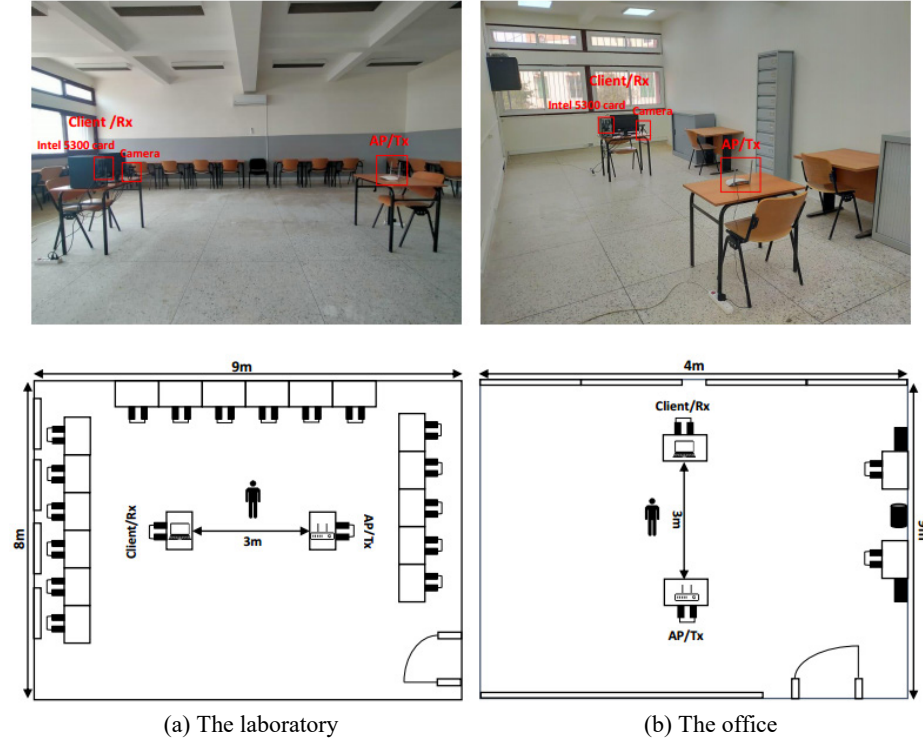 Client /Rx
Intel 5300 card
Camera
AP/Tx
Client/Rx
Intel 5300 card
Camera
AP/Tx
9m
8m
Client/Rx
3m
AP/Tx
4m
Client/Rx
3m
AP/Tx
(a) The laboratory
(b) The office